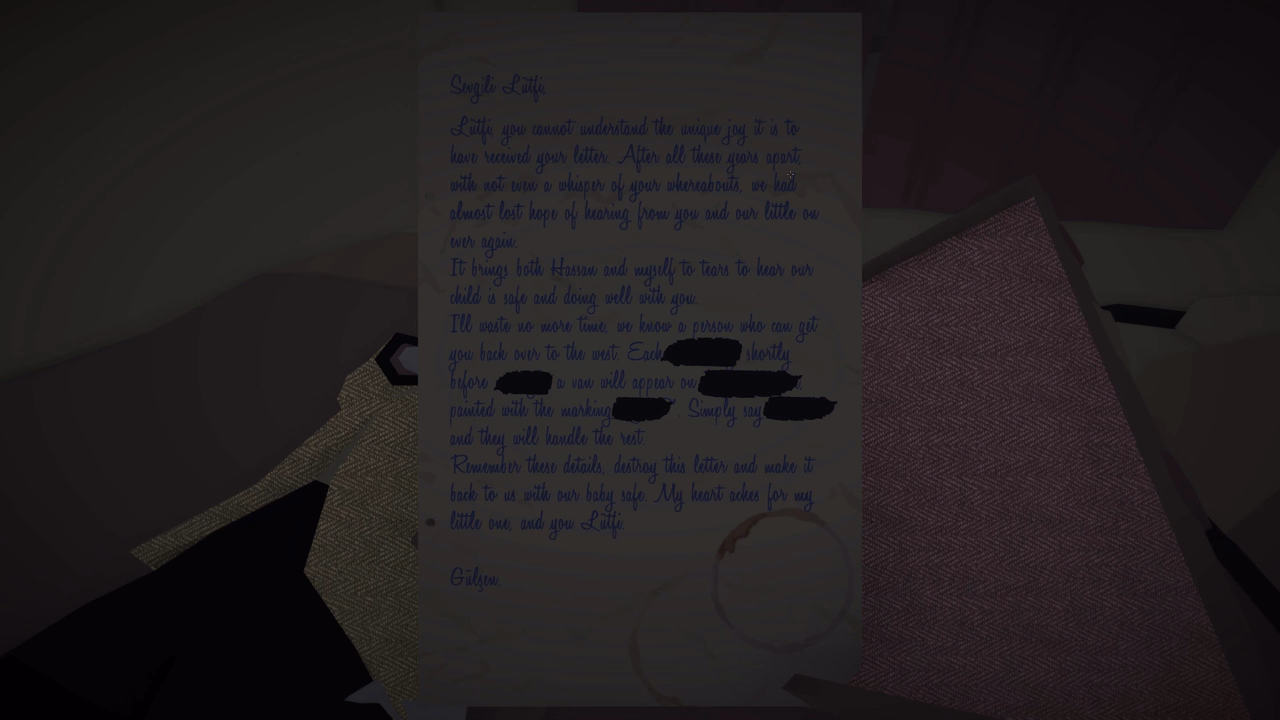 Sevgili Lütfi,
Lütfi, you cannot understand the unique joy it is to
have received your letter. After all these years apart,
with not even a whisper of your whereabouts, we had
almost lost hope of hearing from you and our little on
ever again.
It brings both Hassan and myself to tears to hear our
child is safe and doing well with you.
I'll waste no more time, we know a person who can get
you back over to the west. Each shortly
before a van will appear on
painted with the marking ". Simply say
and they will handle the rest.
Remember these details, destroy this letter and make it
back to us with our baby safe. My heart aches for my
little one, and you Lütfi.
Gülşen.